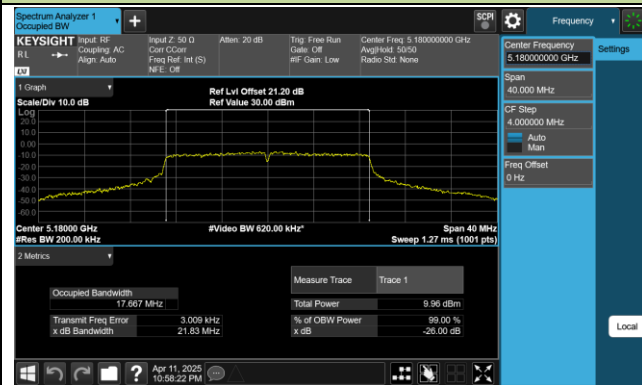 Spectrum Analyzer 1
Occupied BW
SCPI
Frequency
KEYSIGHT
RL
Input: RF
Coupling: AC
Align: Auto
Input Z: 50 Ω
Corr CCorr
Freq Ref: Int (S)
NFE: Off
Atten: 20 dB
Trig: Free Run
Gate: Off
#IF Gain: Low
Center Freq: 5.180000000 GHz
Avg|Hold: 50/50
Radio Std: None
LXI
Center Frequency
5.180000000 GHz
Settings
Span
40.000 MHz
CF Step
4.000000 MHz
Auto
Man
Freq Offset
0 Hz
Local
1 Graph
Scale/Div 10.0 dB
Ref Lvl Offset 21.20 dB
Ref Value 30.00 dBm
Log
20.0
10.0
0.00
-10.0
-20.0
-30.0
-40.0
-50.0
-60.0
Center 5.18000 GHz
#Video BW 620.00 kHz*
Span 40 MHz
#Res BW 200.00 kHz
Sweep 1.27 ms (1001 pts)
2 Metrics
Measure Trace Trace 1
Occupied Bandwidth
17.667 MHz
Total Power 9.96 dBm
Transmit Freq Error 3.009 kHz
% of OBW Power 99.00 %
x dB Bandwidth 21.83 MHz
x dB -26.00 dB
Apr 11, 2025
10:58:22 PM